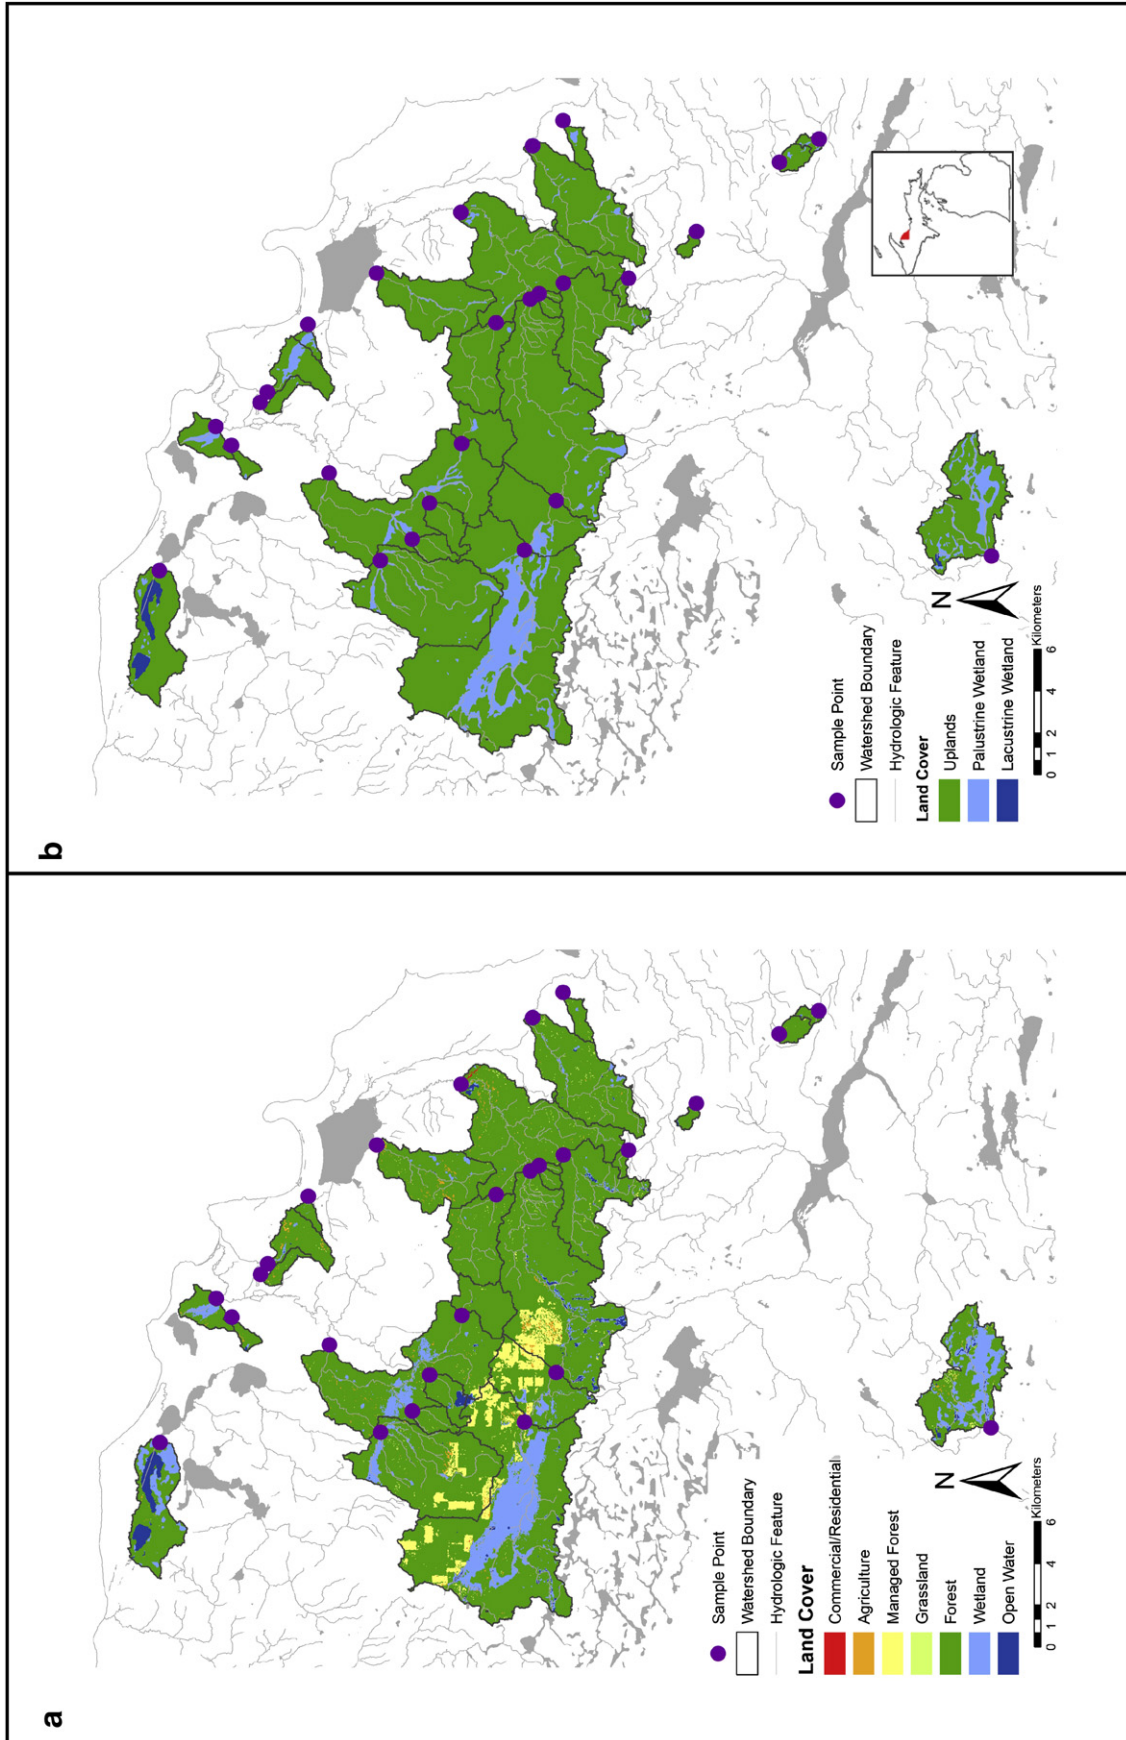 a
Sample Point
Watershed Boundary
Hydrologic Feature
Land Cover
Commercial/Residential
Agriculture
Managed Forest
Grassland
Forest
Wetland
Open Water
N
0 1 2 4 6
Kilometers
b
Sample Point
Watershed Boundary
Hydrologic Feature
Land Cover
Uplands
Palustrine Wetland
Lacustrine Wetland
N
0 1 2 4 6
Kilometers